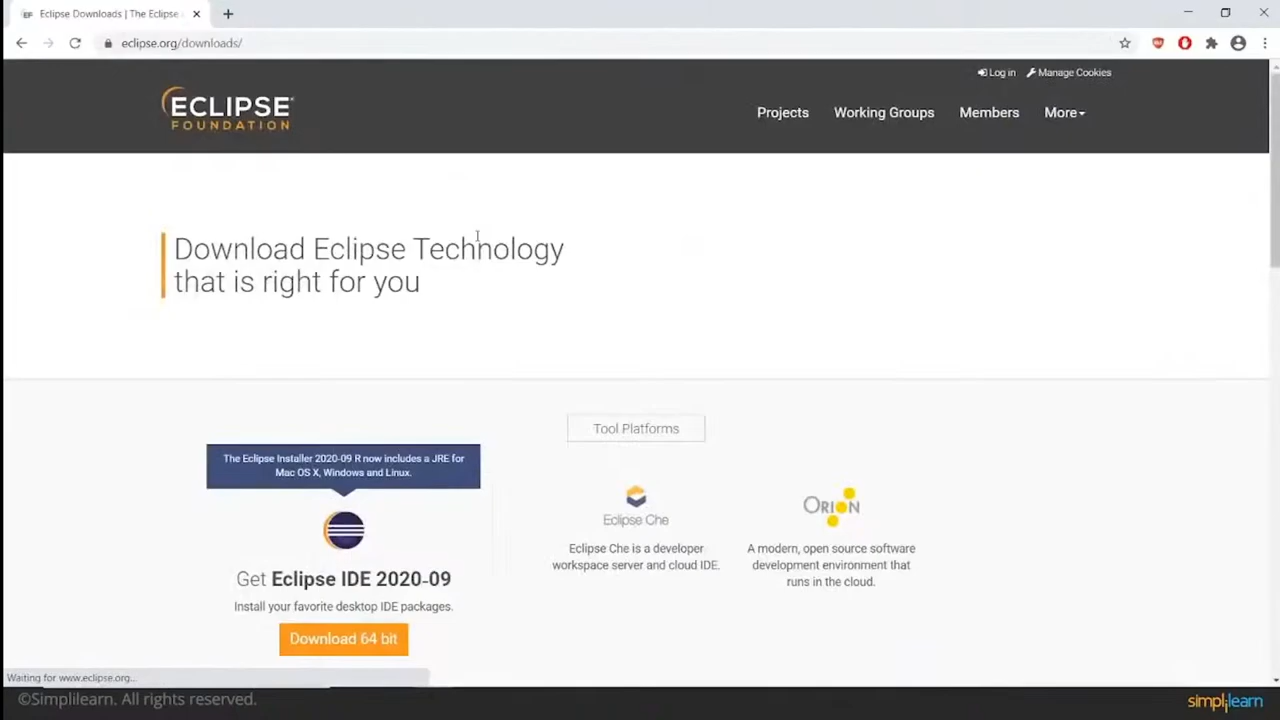 Eclipse Downloads | The Eclipse
eclipse.org/downloads/
Log in
Manage Cookies
ECLIPSE
FOUNDATION
Projects
Working Groups
Members
More
Download Eclipse Technology
that is right for you
Tool Platforms
The Eclipse Installer 2020-09 R now includes a JRE for
Mac OS X, Windows and Linux.
Get Eclipse IDE 2020-09
Install your favorite desktop IDE packages.
Download 64 bit
Eclipse Che
Eclipse Che is a developer
workspace server and cloud IDE.
ORION
A modern, open source software
development environment that
runs in the cloud.
Waiting for www.eclipse.org...
©Simplilearn. All rights reserved.
simplilearn